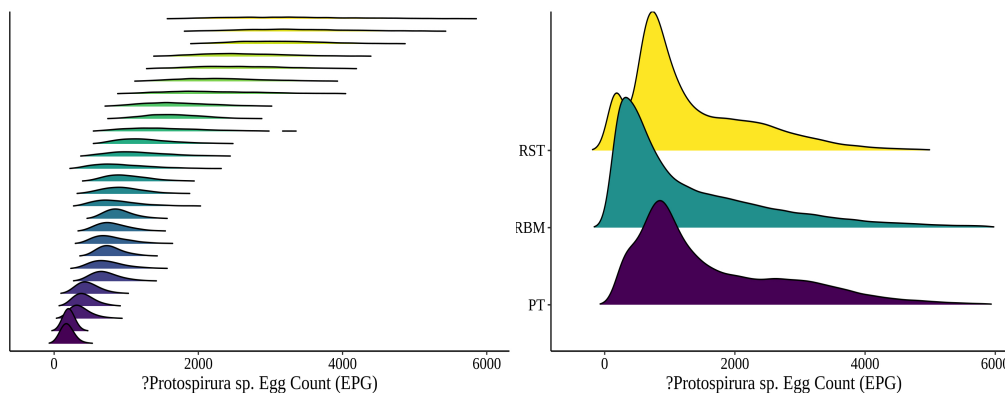 RST
RBM
PT
0 2000 4000 6000
?Protospirura sp. Egg Count (EPG)
0 2000 4000 6000
?Protospirura sp. Egg Count (EPG)